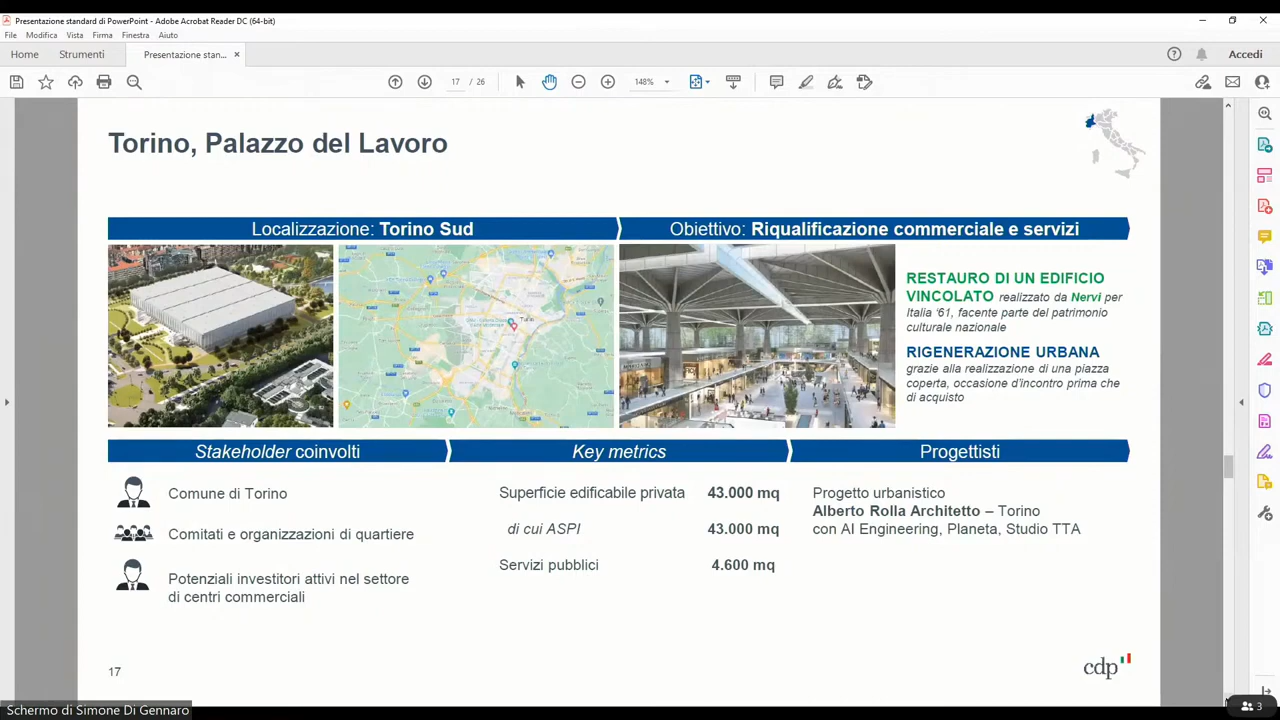 Presentazione standard di PowerPoint - Adobe Acrobat Reader DC (64-bit)
File Modifica Vista Firma Finestra Aiuto
Home Strumenti Presentazione stan... × Accedi
17 / 26 148%
Torino, Palazzo del Lavoro
Localizzazione: Torino Sud
Obiettivo: Riqualificazione commerciale e servizi
RESTAURO DI UN EDIFICIO
VINCOLATO realizzato da Nervi per
Italia ‘61, facente parte del patrimonio
culturale nazionale
RIGENERAZIONE URBANA
grazie alla realizzazione di una piazza
coperta, occasione d’incontro prima che
di acquisto
Stakeholder coinvolti
Key metrics
Progettisti
Comune di Torino
Comitati e organizzazioni di quartiere
Potenziali investitori attivi nel settore
di centri commerciali
Superficie edificabile privata 43.000 mq
di cui ASPI 43.000 mq
Servizi pubblici 4.600 mq
Progetto urbanistico
Alberto Rolla Architetto – Torino
con AI Engineering, Planeta, Studio TTA
17
cdp
Schermo di Simone Di Gennaro
3